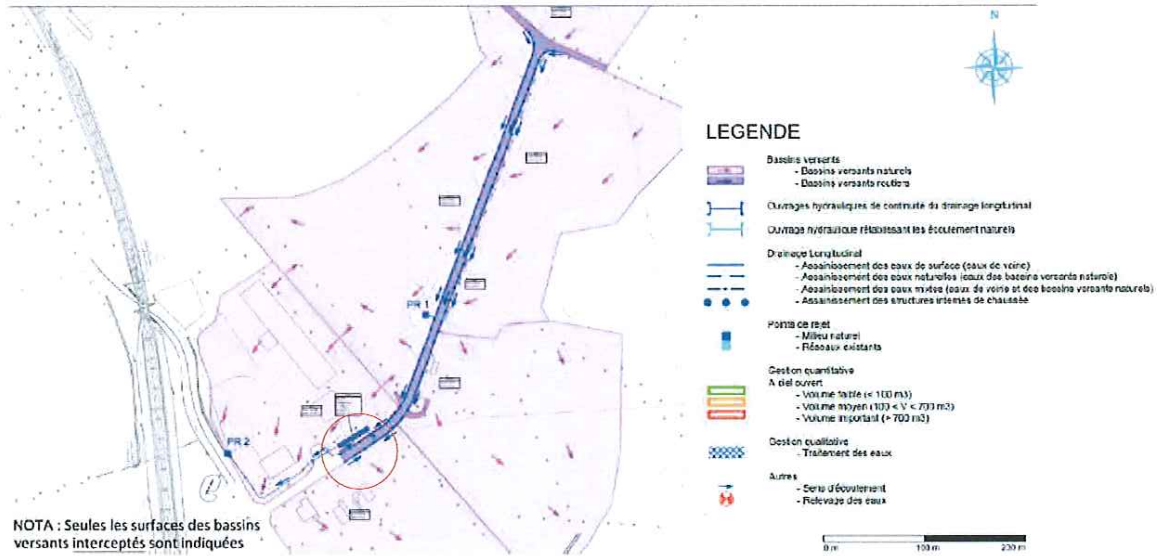 N
PR 1
PR 2
NOTA : Seules les surfaces des bassins
versants interceptés sont indiquées
LEGENDE
Bassins versants
- Bassins versants naturels
- Bassins versants routiers
Ouvrages hydrauliques de continuité du drainage longitudinal
Ouvrage hydraulique rétablissant les écoulement naturels
Drainage Longitudinal
- Assainissement des eaux de surface (eaux de voirie)
- Assainissement des eaux naturelles (eaux des bassins versants naturels)
- Assainissement des eaux mixtes (eaux de voirie et des bassins versants naturels)
- Assainissement des structures internes de chaussée
Points de rejet
- Milieu naturel
- Réseaux existants
Gestion quantitative
A ciel ouvert
- Volume faible (< 100 m3)
- Volume moyen (100 < V < 700 m3)
- Volume important (> 700 m3)
Gestion qualitative
- Traitement des eaux
Autres
- Sens d'écoulement
- Relevage des eaux
0 m 100 m 200 m